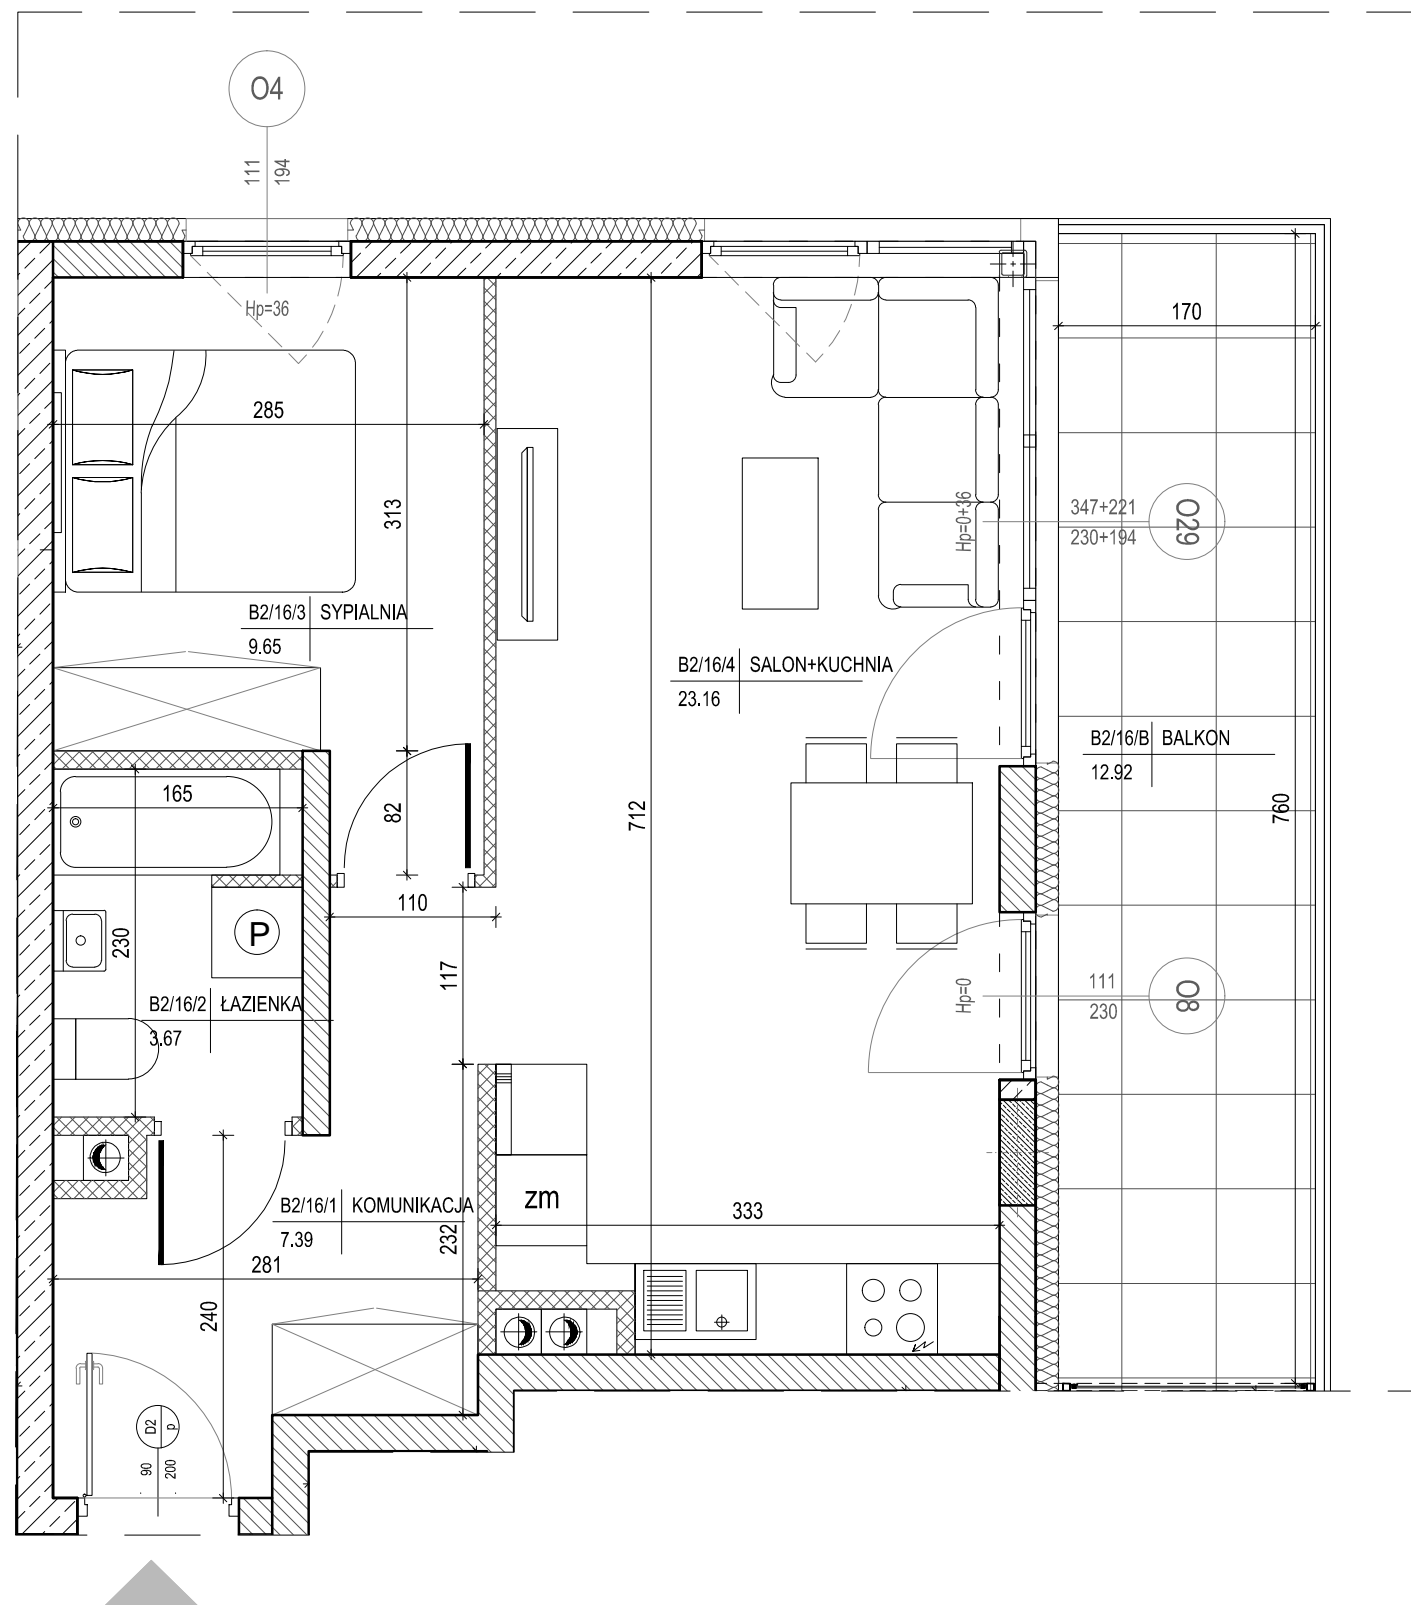 O4
111
194
Hp=36
170
285
313
Hp=0+36
347+221
230+194
O29
B2/16/3 SYPIALNIA
9.65
B2/16/4 SALON+KUCHNIA
23.16
B2/16/B BALKON
12.92
165
82
712
760
110
P
230
117
B2/16/2 ŁAZIENKA
3.67
Hp=0
111
230
O8
zm
B2/16/1 KOMUNIKACJA
7.39
232
333
281
240
D2
p
90
200